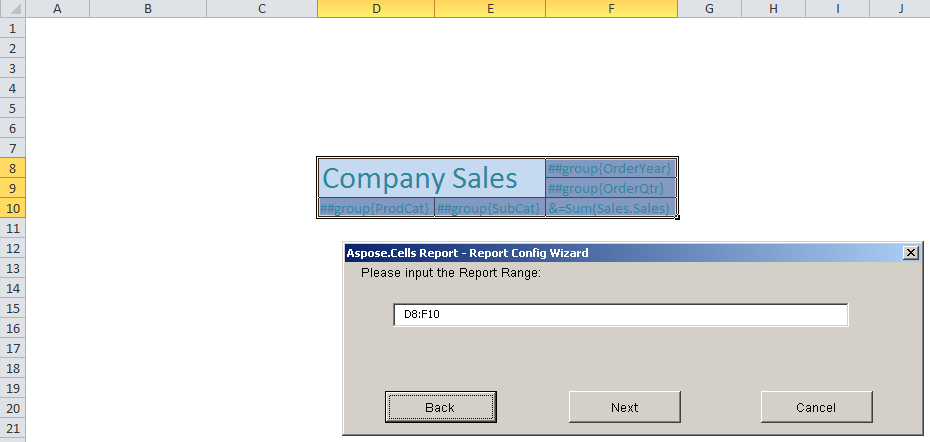 A B C D E F G H I J
1
2
3
4
5
6
7
8 Company Sales ##group{OrderYear}
9 ##group{OrderQtr}
10 ##group{ProdCat} ##group{SubCat} &=Sum(Sales.Sales)
11
12
Aspose.Cells Report - Report Config Wizard
13 Please input the Report Range:
14
15 D8:F10
16
17
18
19
20 Back Next Cancel
21